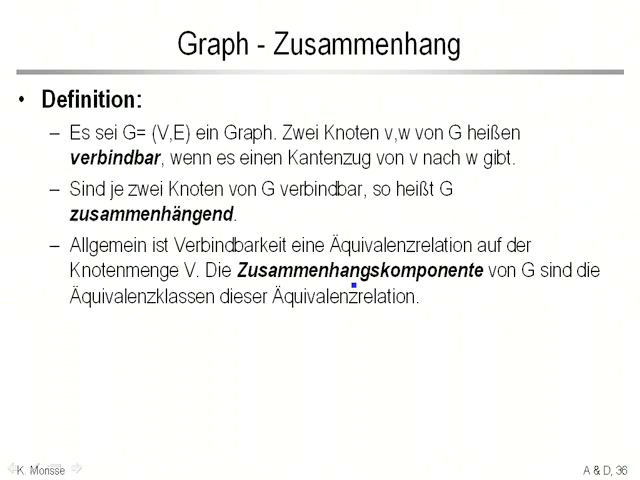 Graph - Zusammenhang
• Definition:
– Es sei G= (V,E) ein Graph. Zwei Knoten v,w von G heißen
verbindbar, wenn es einen Kantenzug von v nach w gibt.
– Sind je zwei Knoten von G verbindbar, so heißt G
zusammenhängend.
– Allgemein ist Verbindbarkeit eine Äquivalenzrelation auf der
Knotenmenge V. Die Zusammenhangskomponente von G sind die
Äquivalenzklassen dieser Äquivalenzrelation.
K. Morisse
A & D, 36